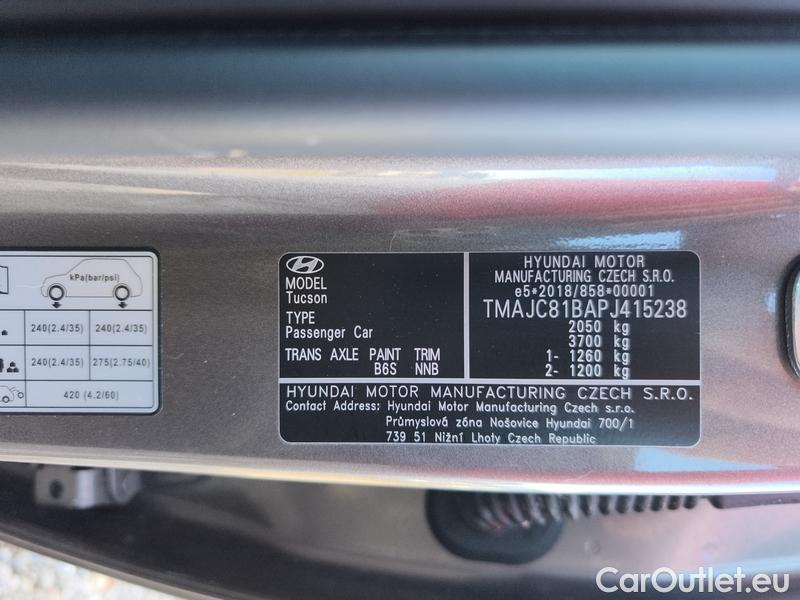 kPa(bar/psi)
240(2.4/35) 240(2.4/35)
240(2.4/35) 275(2.75/40)
420 (4.2/60)
MODEL
Tucson
TYPE
Passenger Car
TRANS AXLE PAINT TRIM
B6S NNB
HYUNDAI MOTOR
MANUFACTURING CZECH S.R.O.
e5*2018/858*00001
TMAJC81BAPJ415238
2050 kg
3700 kg
1- 1260 kg
2- 1200 kg
HYUNDAI MOTOR MANUFACTURING CZECH S.R.O.
Contact Address: Hyundai Motor Manufacturing Czech s.r.o.
Průmyslová zóna Nošovice Hyundai 700/1
739 51 Nižní Lhoty Czech Republic
CarOutlet.eu